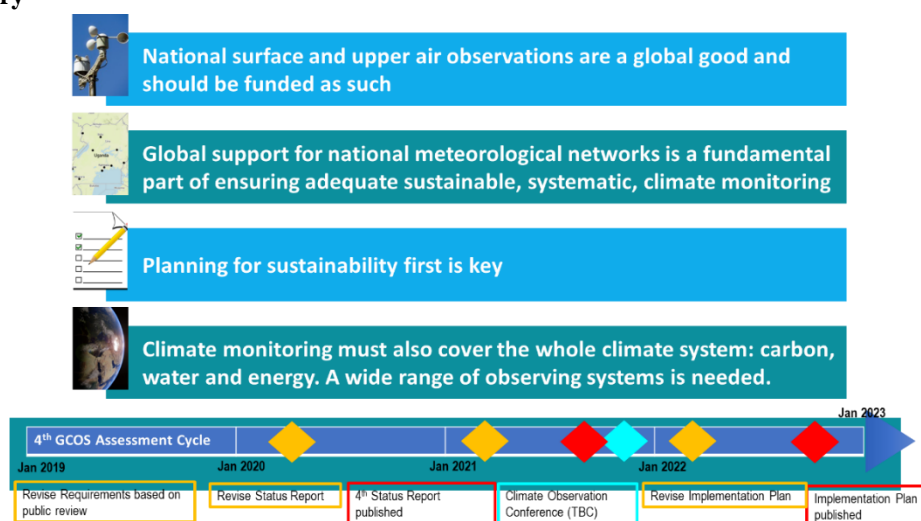 ry
National surface and upper air observations are a global good and
should be funded as such
Global support for national meteorological networks is a fundamental
part of ensuring adequate sustainable, systematic, climate monitoring
Planning for sustainability first is key
Climate monitoring must also cover the whole climate system: carbon,
water and energy. A wide range of observing systems is needed.
Jan 2023
4th GCOS Assessment Cycle
Jan 2019
Jan 2020
Jan 2021
Jan 2022
Revise Requirements based on
public review
Revise Status Report
4th Status Report
published
Climate Observation
Conference (TBC)
Revise Implementation Plan
Implementation Plan
published